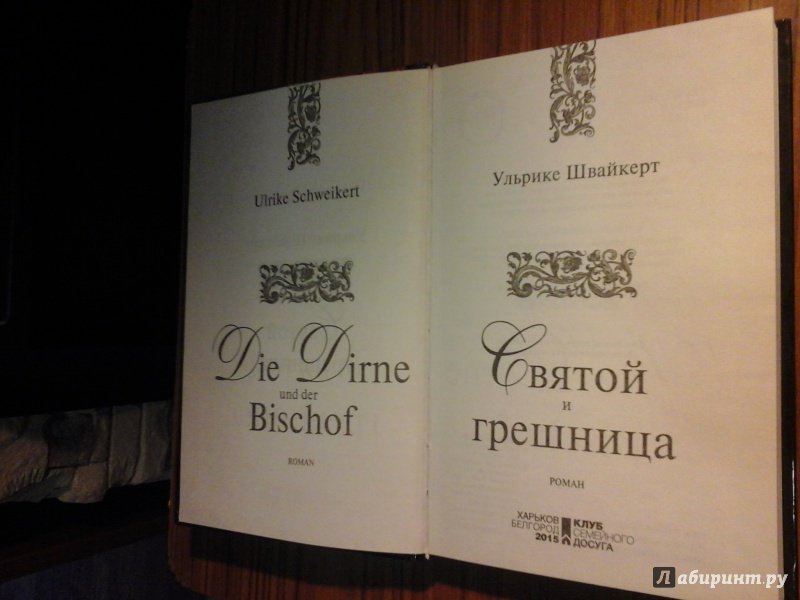 Ulrike Schweikert
Die Dirne
und der
Bischof
ROMAN
Ульрике Швайкерт
Святой
и
грешница
РОМАН
ХАРЬКОВ КЛУБ
БЕЛГОРОД СЕМЕЙНОГО
2015 ДОСУГА
Лабиринт.ру